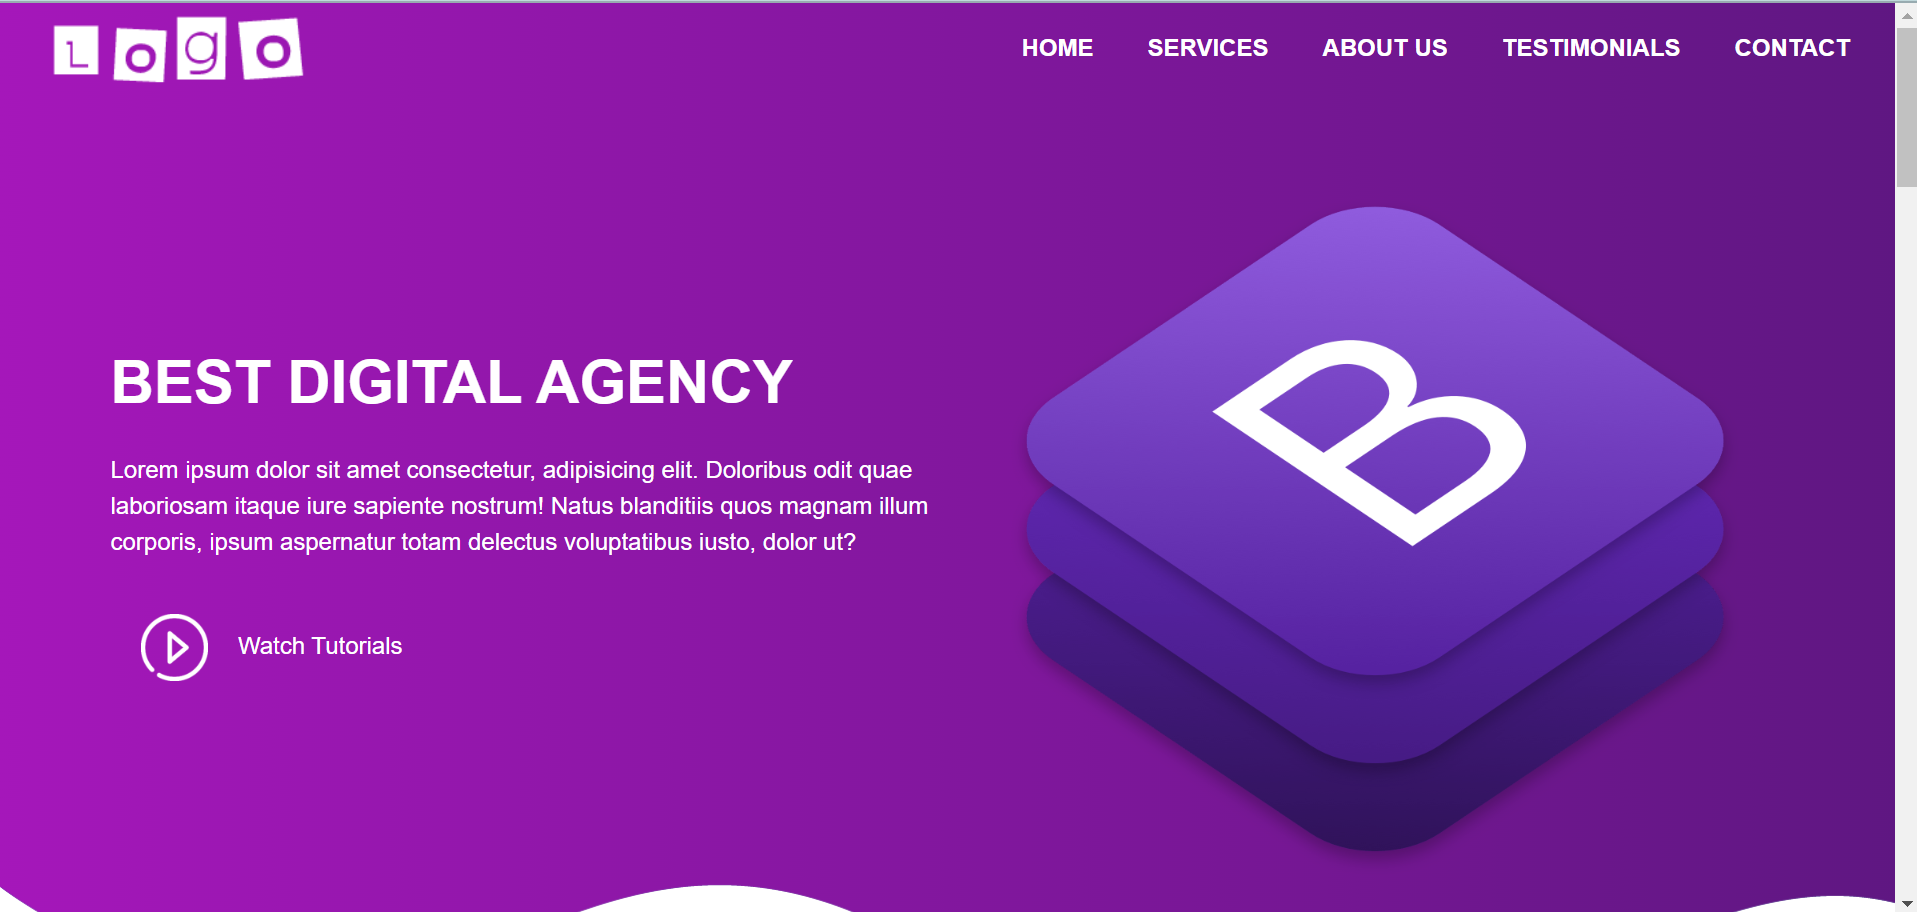 Logo
HOME SERVICES ABOUT US TESTIMONIALS CONTACT
BEST DIGITAL AGENCY
Lorem ipsum dolor sit amet consectetur, adipisicing elit. Doloribus odit quae
laboriosam itaque iure sapiente nostrum! Natus blanditiis quos magnam illum
corporis, ipsum aspernatur totam delectus voluptatibus iusto, dolor ut?
Watch Tutorials
B